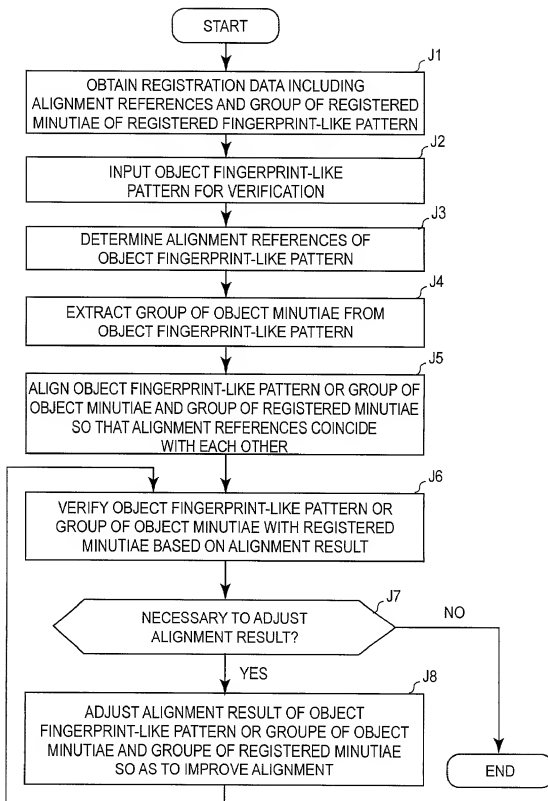 START
J1
OBTAIN REGISTRATION DATA INCLUDING
ALIGNMENT REFERENCES AND GROUP OF REGISTERED
MINUTIAE OF REGISTERED FINGERPRINT-LIKE PATTERN
J2
INPUT OBJECT FINGERPRINT-LIKE
PATTERN FOR VERIFICATION
J3
DETERMINE ALIGNMENT REFERENCES OF
OBJECT FINGERPRINT-LIKE PATTERN
J4
EXTRACT GROUP OF OBJECT MINUTIAE FROM
OBJECT FINGERPRINT-LIKE PATTERN
J5
ALIGN OBJECT FINGERPRINT-LIKE PATTERN OR GROUP OF
OBJECT MINUTIAE AND GROUP OF REGISTERED MINUTIAE
SO THAT ALIGNMENT REFERENCES COINCIDE
WITH EACH OTHER
J6
VERIFY OBJECT FINGERPRINT-LIKE PATTERN OR
GROUP OF OBJECT MINUTIAE WITH REGISTERED
MINUTIAE BASED ON ALIGNMENT RESULT
J7
NECESSARY TO ADJUST
ALIGNMENT RESULT?
NO
YES
J8
ADJUST ALIGNMENT RESULT OF OBJECT
FINGERPRINT-LIKE PATTERN OR GROUPE OF OBJECT
MINUTIAE AND GROUPE OF REGISTERED MINUTIAE
SO AS TO IMPROVE ALIGNMENT
END